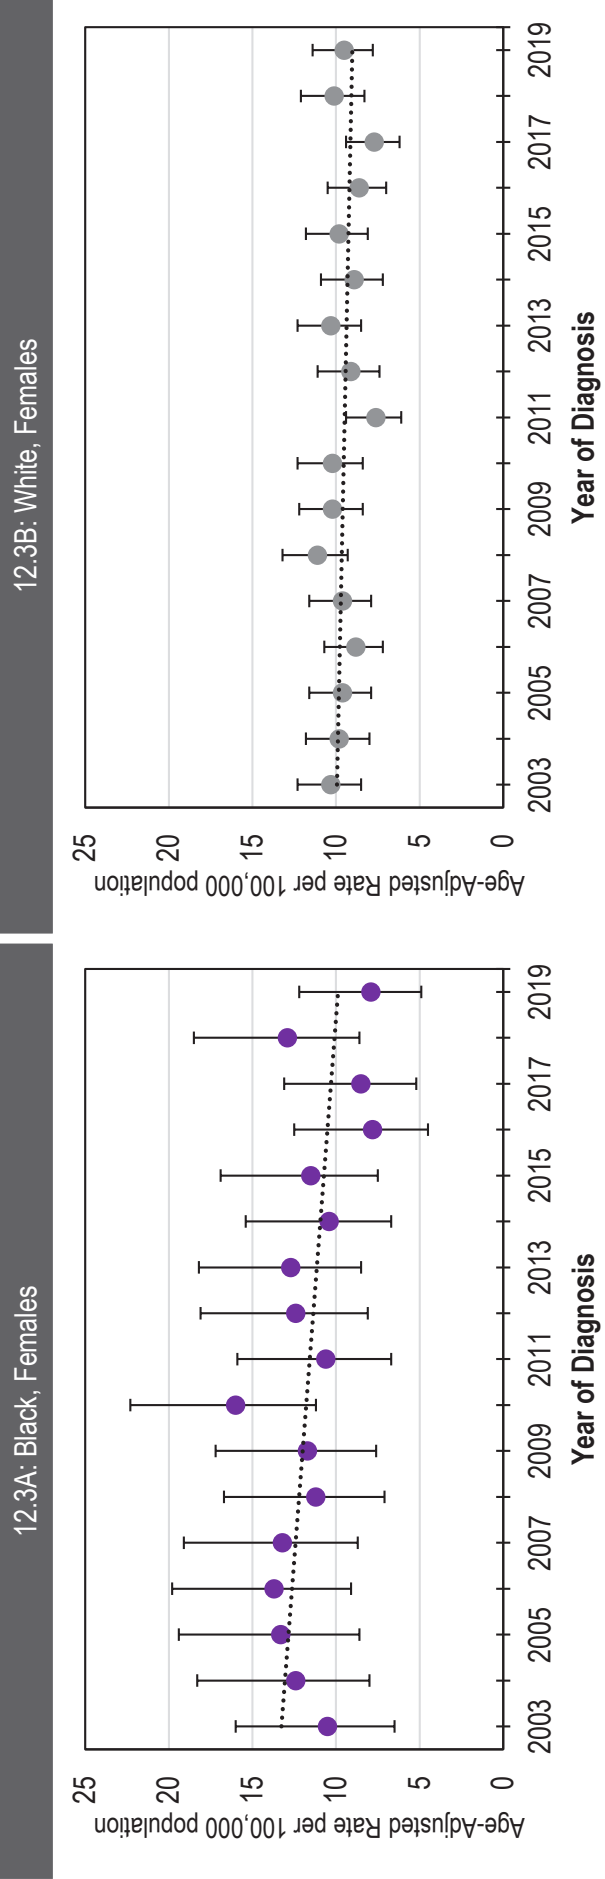 12.3A: Black, Females
Age-Adjusted Rate per 100,000 population
25
20
15
10
5
0
2003 2005 2007 2009 2011 2013 2015 2017 2019
Year of Diagnosis
12.3B: White, Females
Age-Adjusted Rate per 100,000 population
25
20
15
10
5
0
2003 2005 2007 2009 2011 2013 2015 2017 2019
Year of Diagnosis